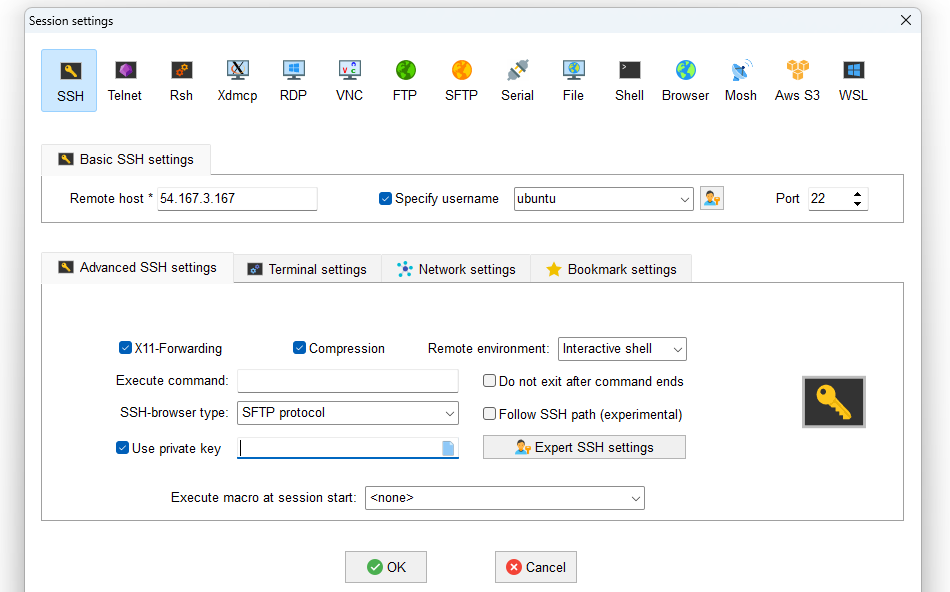 Session settings
SSH Telnet Rsh Xdmcp RDP VNC FTP SFTP Serial File Shell Browser Mosh Aws S3 WSL
Basic SSH settings
Remote host * 54.167.3.167 Specify username ubuntu Port 22
Advanced SSH settings Terminal settings Network settings Bookmark settings
X11-Forwarding Compression Remote environment: Interactive shell
Execute command: Do not exit after command ends
SSH-browser type: SFTP protocol Follow SSH path (experimental)
Use private key Expert SSH settings
Execute macro at session start: <none>
OK Cancel